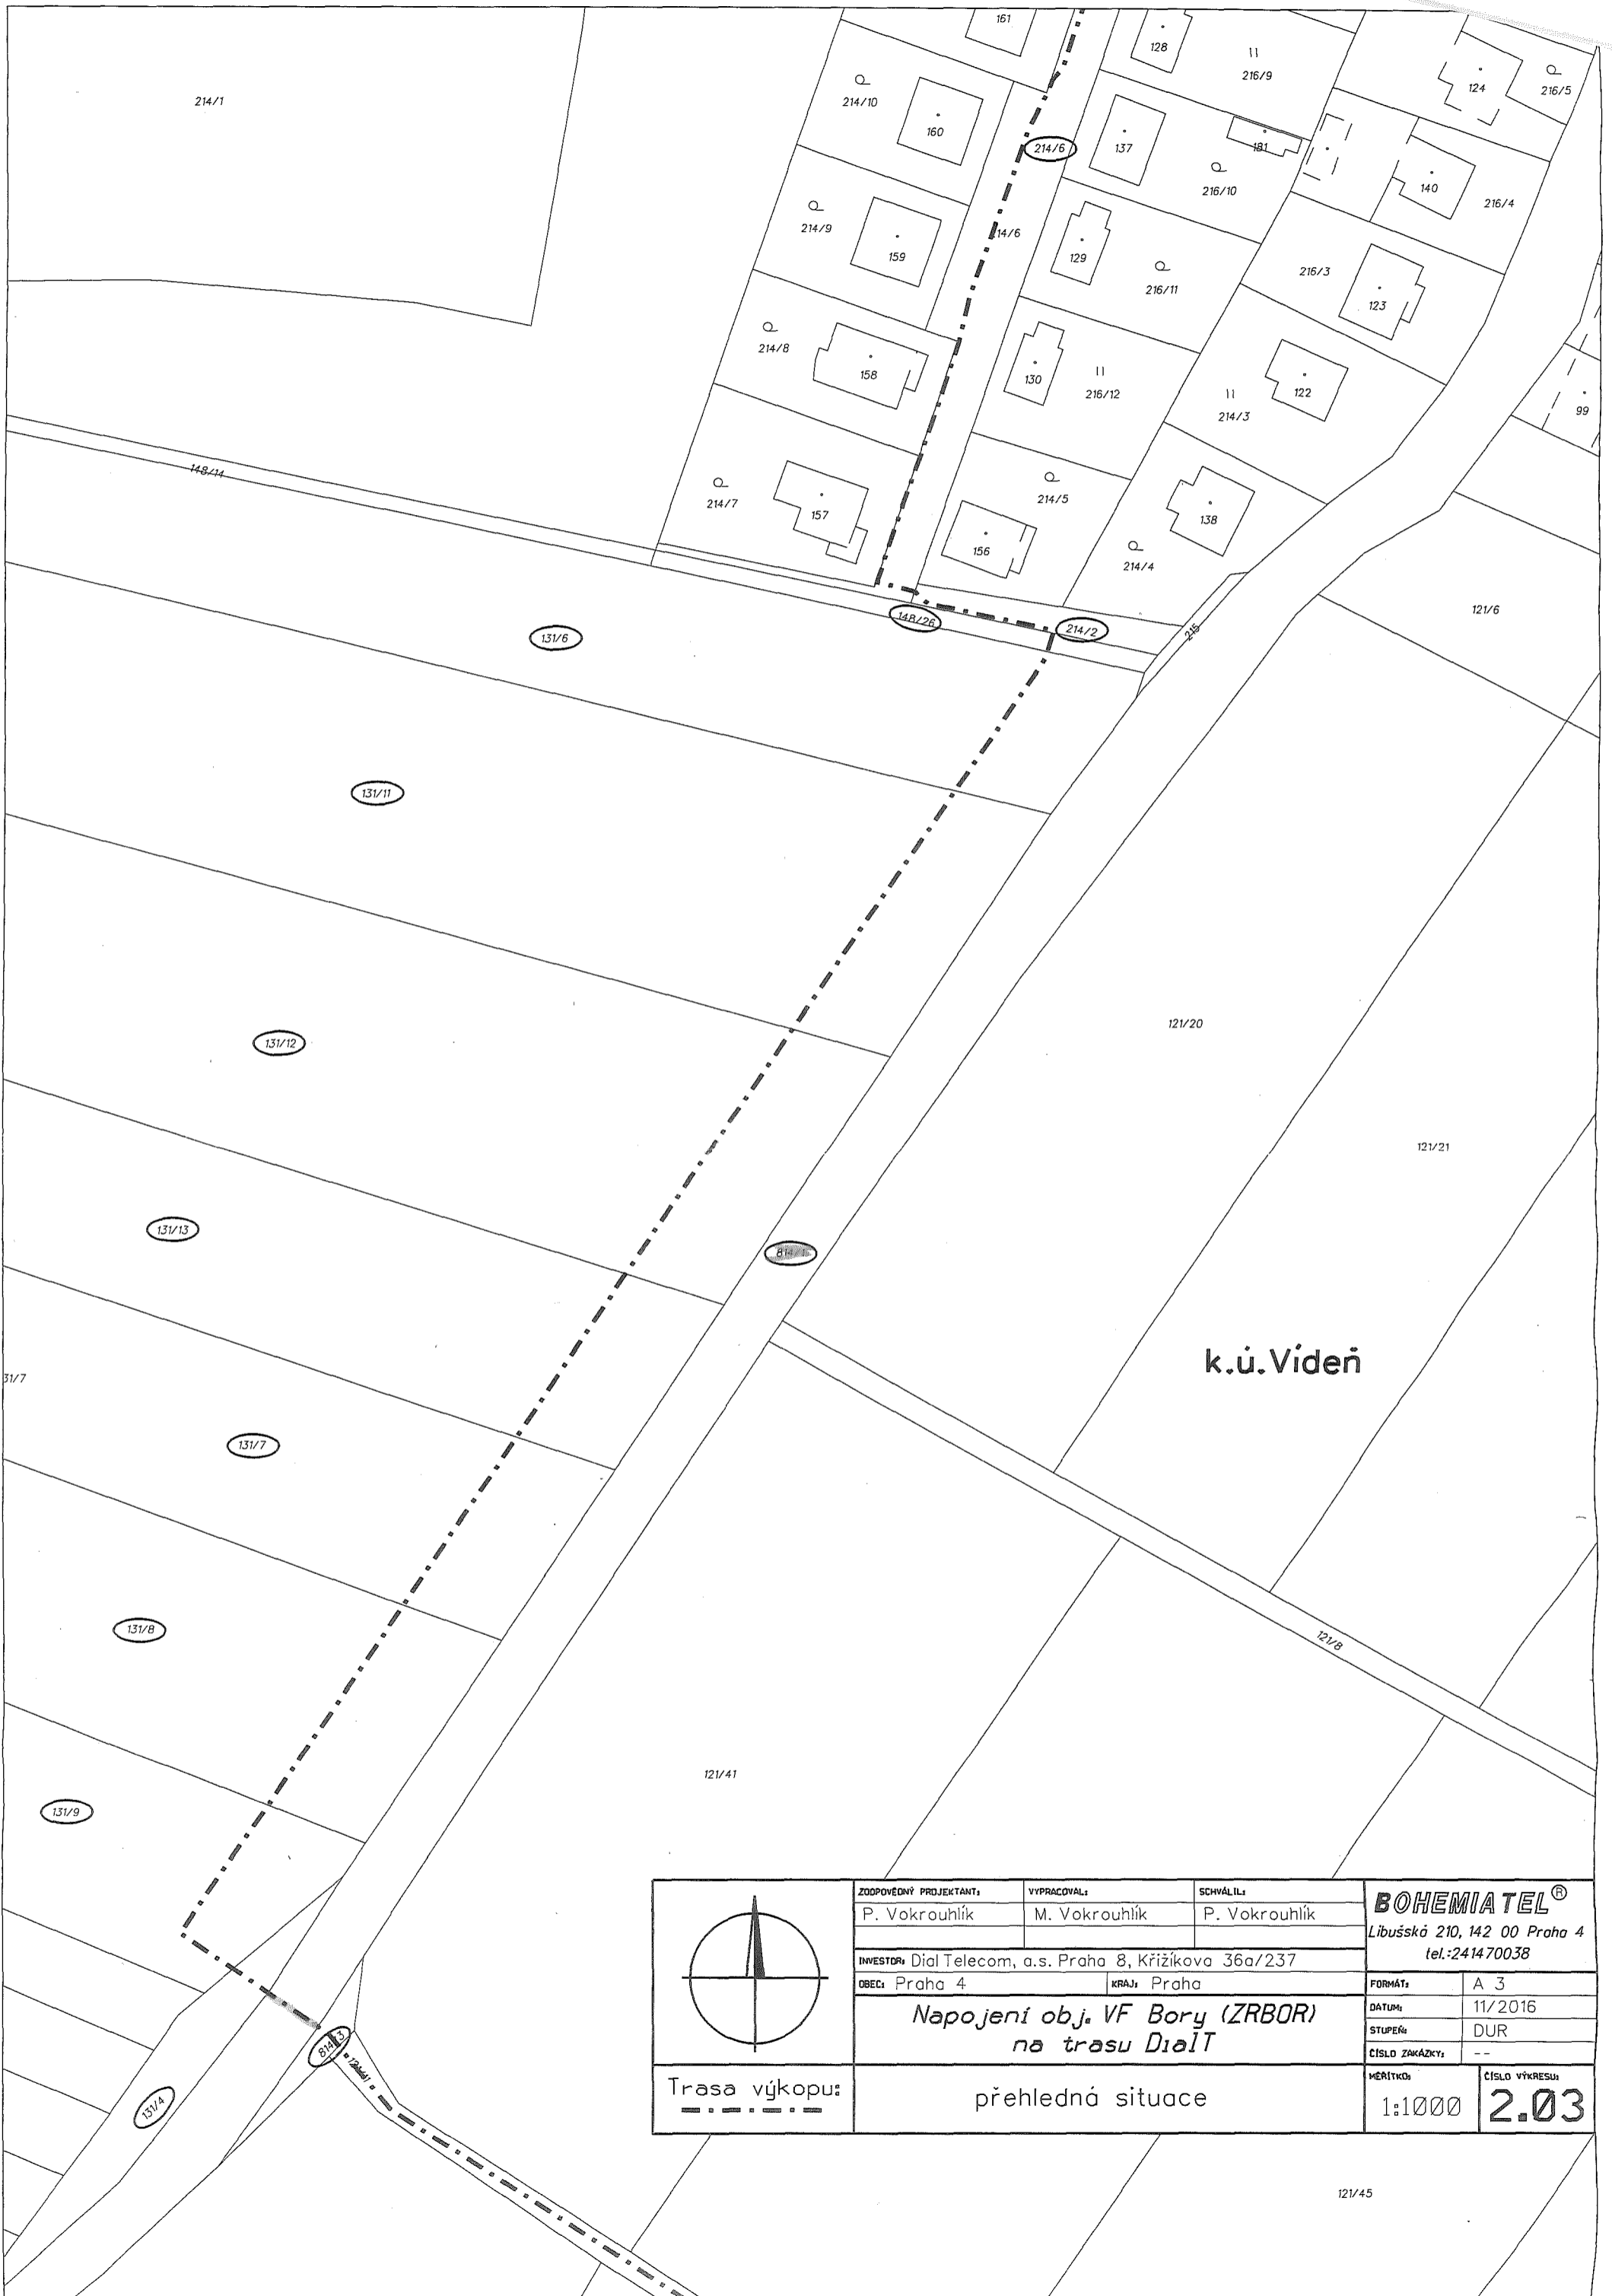 161
128
216/9
124
216/5
214/1
214/10
160
214/6
137
181
216/10
140
216/4
214/9
159
129
216/11
216/3
123
214/8
158
130
216/12
214/3
122
99
148/14
214/7
157
214/5
156
138
214/4
121/6
131/6
148/26
214/2
215
131/11
121/20
131/12
121/21
131/13
k.ú.Vídeň
31/7
131/7
131/8
121/8
121/41
131/9
131/4
121/45
ZODPOVĚDNÝ PROJEKTANT:
VYPRACOVAL:
SCHVÁLIL:
P. Vokrouhlík
M. Vokrouhlík
P. Vokrouhlík
BOHEMIATEL®
Libušská 210, 142 00 Praha 4
tel.:241470038
INVESTOR: Dial Telecom, a.s. Praha 8, Křižíkova 36a/237
OBEC: Praha 4
KRAJ: Praha
FORMÁT: A 3
DATUM: 11/2016
STUPEŇ: DUR
ČÍSLO ZAKÁZKY: --
Napojení obj. VF Bory (ZRBOR)
na trasu DialT
Trasa výkopu:
přehledná situace
MĚŘÍTKO:
1:1000
ČÍSLO VÝKRESU:
2.03